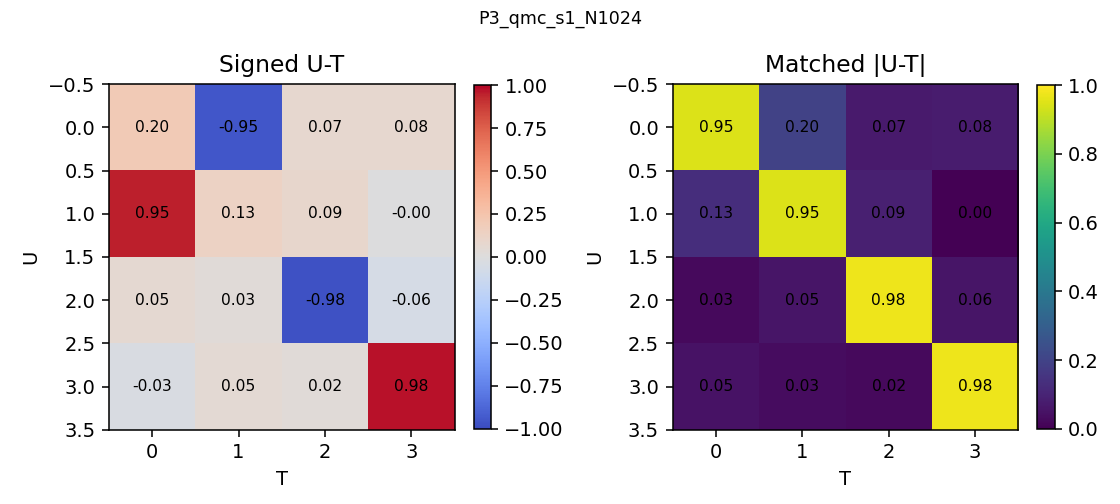 P3_qmc_s1_N1024
Signed U-T
Matched |U-T|
−0.5
0.0
0.5
1.0
1.5
2.0
2.5
3.0
3.5
U
0.20 -0.95 0.07 0.08
0.95 0.13 0.09 -0.00
0.05 0.03 -0.98 -0.06
-0.03 0.05 0.02 0.98
0 1 2 3
T
1.00
0.75
0.50
0.25
0.00
−0.25
−0.50
−0.75
−1.00
−0.5
0.0
0.5
1.0
1.5
2.0
2.5
3.0
3.5
U
0.95 0.20 0.07 0.08
0.13 0.95 0.09 0.00
0.03 0.05 0.98 0.06
0.05 0.03 0.02 0.98
0 1 2 3
T
1.0
0.8
0.6
0.4
0.2
0.0